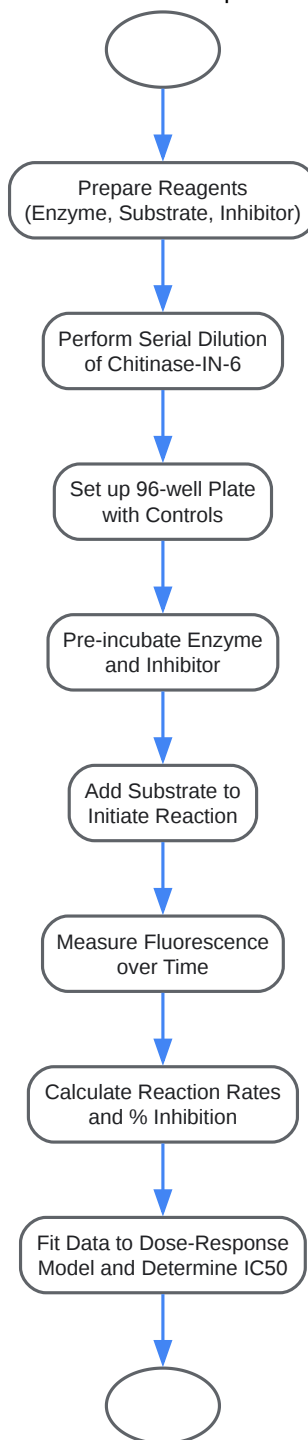 Prepare Reagents
(Enzyme, Substrate, Inhibitor)
Perform Serial Dilution
of Chitinase-IN-6
Set up 96-well Plate
with Controls
Pre-incubate Enzyme
and Inhibitor
Add Substrate to
Initiate Reaction
Measure Fluorescence
over Time
Calculate Reaction Rates
and % Inhibition
Fit Data to Dose-Response
Model and Determine IC50